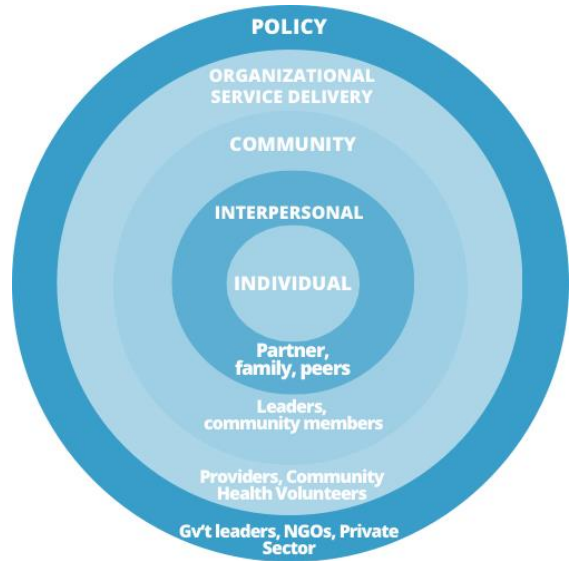 POLICY
ORGANIZATIONAL
SERVICE DELIVERY
COMMUNITY
INTERPERSONAL
INDIVIDUAL
Partner,
family, peers
Leaders,
community members
Providers, Community
Health Volunteers
Gv't leaders, NGOs, Private
Sector